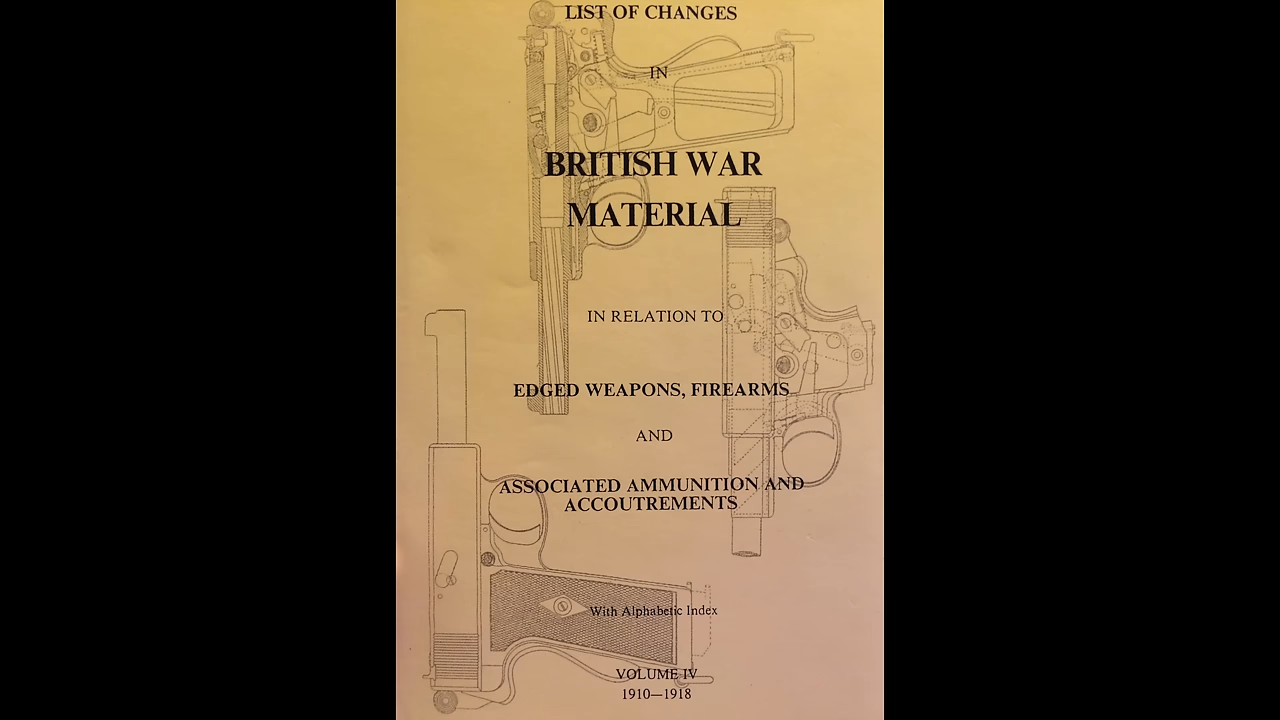 LIST OF CHANGES
IN
BRITISH WAR
MATERIAL
IN RELATION TO
EDGED WEAPONS, FIREARMS
AND
ASSOCIATED AMMUNITION AND
ACCOUTREMENTS
With Alphabetic Index
VOLUME IV
1910—1918